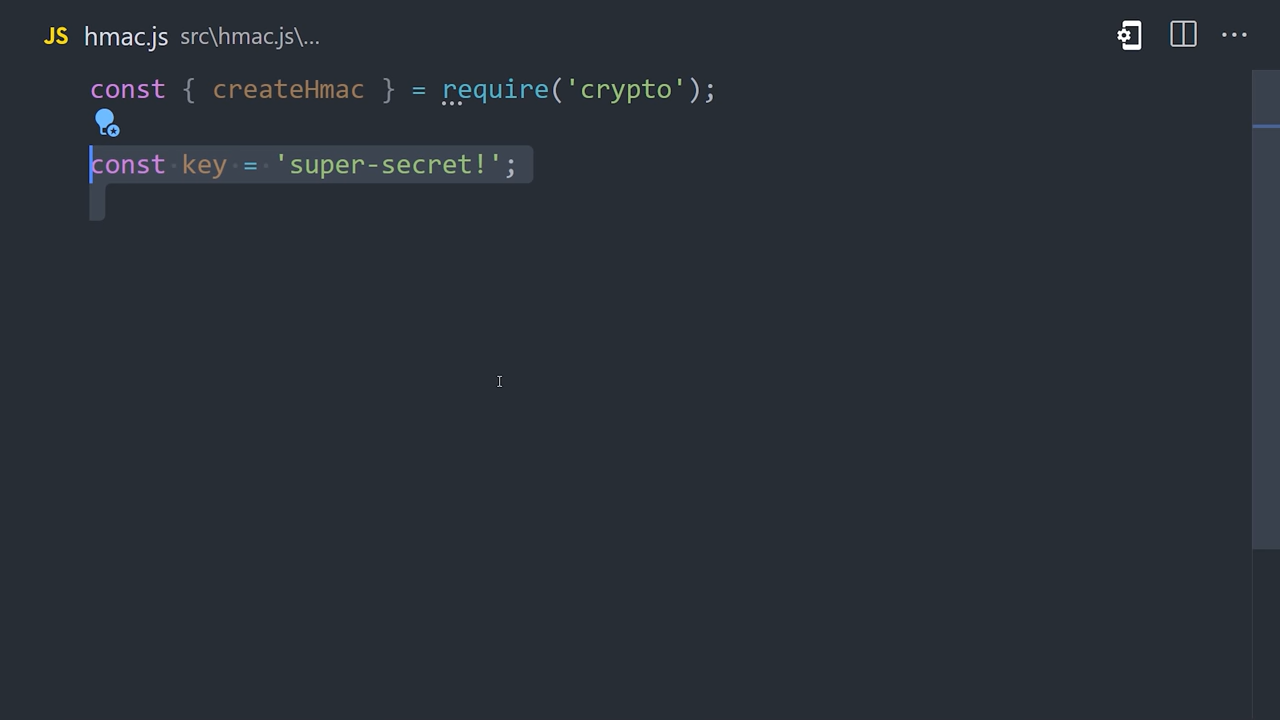 JS hmac.js src\hmac.js\...
const { createHmac } = require('crypto');
const key = 'super-secret!';